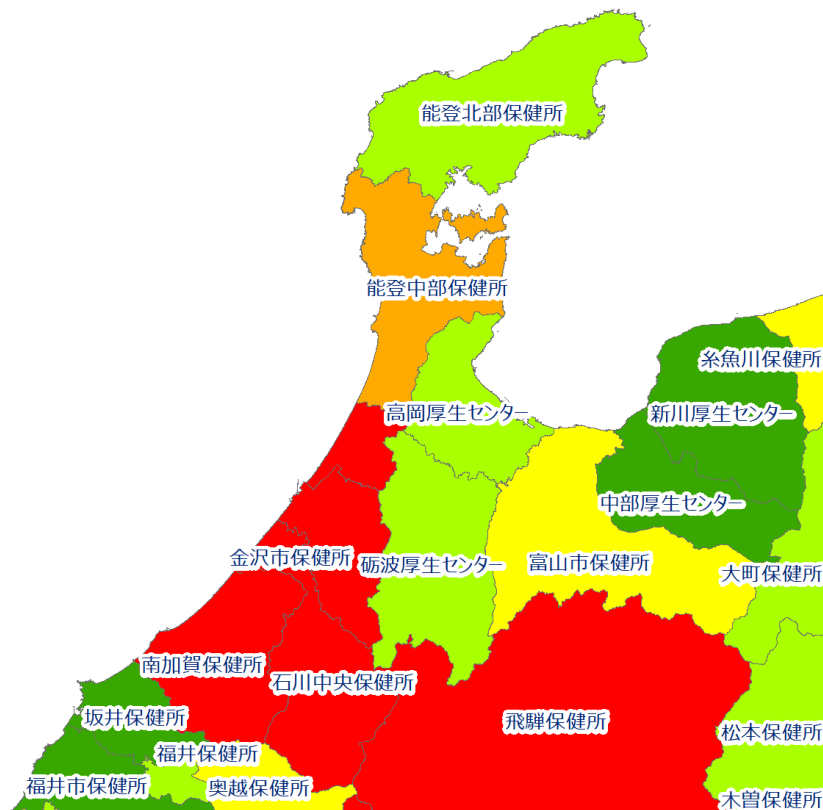 能登北部保健所
能登中部保健所
糸魚川保健所
高岡厚生センター
新川厚生センター
中部厚生センター
金沢市保健所
砺波厚生センター
富山市保健所
大町保健所
南加賀保健所
石川中央保健所
坂井保健所
飛騨保健所
松本保健所
福井保健所
福井市保健所
奥越保健所
木曽保健所